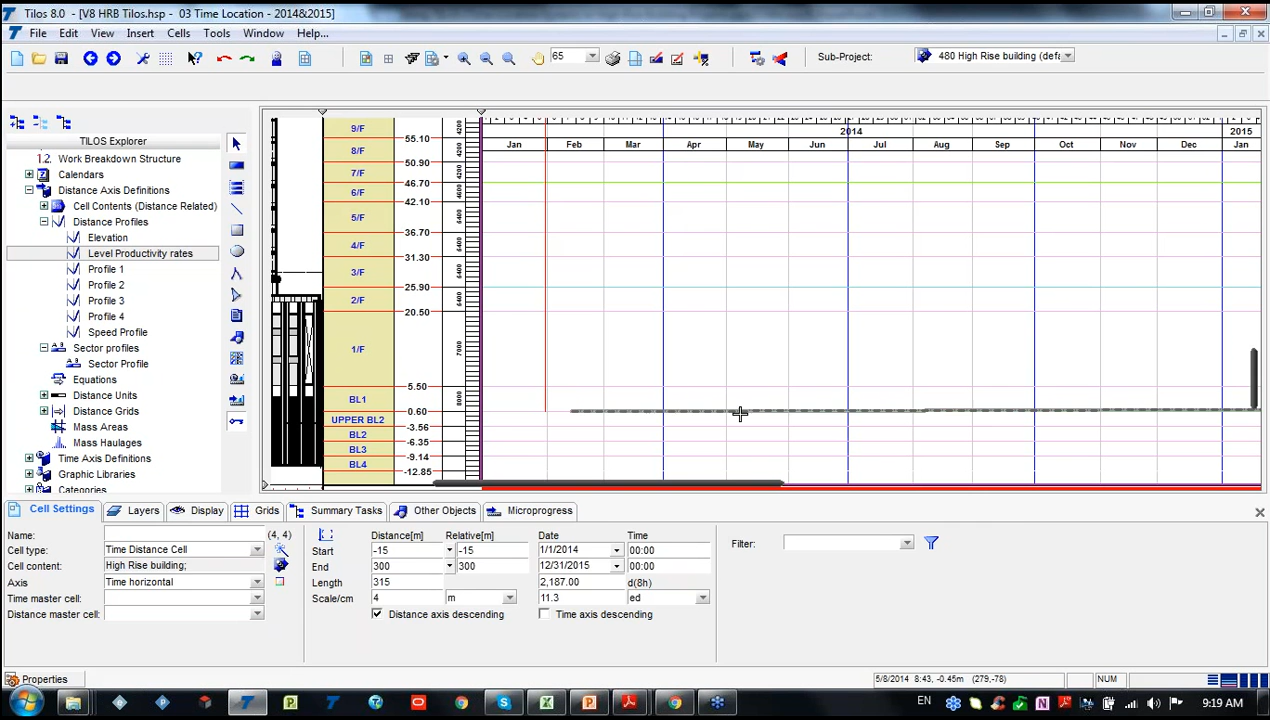 Tilos 8.0 - [V8 HRB Tilos.hsp - 03 Time Location - 2014&2015]
File Edit View Insert Cells Tools Window Help...
65 Sub-Project: 480 High Rise building (defa
TILOS Explorer
Work Breakdown Structure
Calendars
Distance Axis Definitions
Cell Contents (Distance Related)
Distance Profiles
Elevation
Level Productivity rates
Profile 1
Profile 2
Profile 3
Profile 4
Speed Profile
Sector profiles
Sector Profile
Equations
Distance Units
Distance Grids
Mass Areas
Mass Haulages
Time Axis Definitions
Graphic Libraries
Categories
2014 2015
Jan Feb Mar Apr May Jun Jul Aug Sep Oct Nov Dec Jan
9/F 4200
55.10
8/F 4200
50.90
7/F 4200
46.70
6/F 4600
42.10
5/F 6400
36.70
4/F 6400
31.30
3/F 6400
25.90
2/F 6400
20.50
1/F 7000
5.50
BL1 8000
0.60
UPPER BL2
-3.56
BL2
-6.35
BL3
-9.14
BL4
-12.85
Cell Settings Layers Display Grids Summary Tasks Other Objects Microprogress
Name: (4, 4) Distance[m] Relative[m] Date Time Filter:
Cell type: Time Distance Cell Start -15 -15 1/1/2014 00:00
Cell content: High Rise building; End 300 300 12/31/2015 00:00
Axis Time horizontal Length 315 2,187.00 d(8h)
Time master cell: Scale/cm 4 m 11.3 ed
Distance master cell: Distance axis descending Time axis descending
Properties 5/8/2014 8:43, -0.45m (279,-78) NUM
EN 9:19 AM